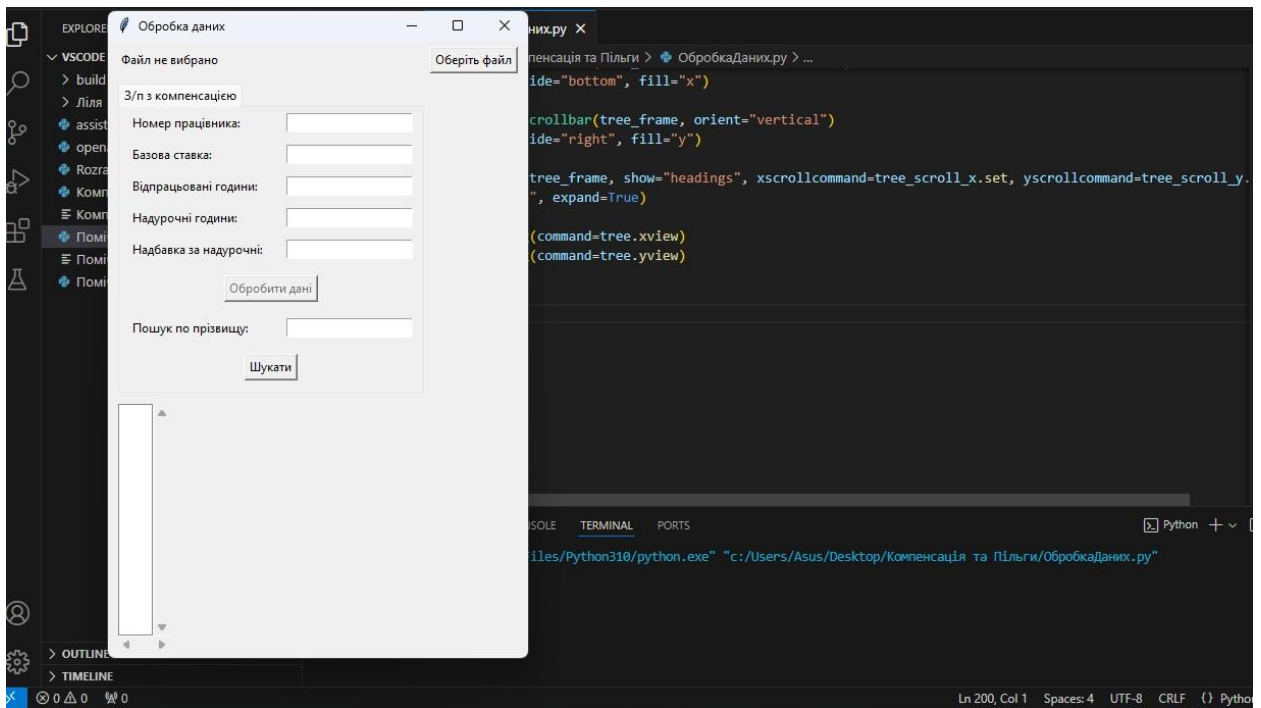 EXPLORE
VSCODE
build
Ліля
assist
open
Rozra
Комп
Комп
Помі
Помі
Помі
OUTLINE
TIMELINE
Обробка даних
Файл не вибрано
Оберіть файл
З/п з компенсацією
Номер працівника:
Базова ставка:
Відпрацьовані години:
Надурочні години:
Надбавка за надурочні:
Обробити дані
Пошук по прізвищу:
Шукати
них.py
пенсація та Пільги > ОбробкаДаних.py > ...
ide="bottom", fill="x")
crollbar(tree_frame, orient="vertical")
ide="right", fill="y")
tree_frame, show="headings", xscrollcommand=tree_scroll_x.set, yscrollcommand=tree_scroll_y.
", expand=True)
(command=tree.xview)
(command=tree.yview)
SOLE TERMINAL PORTS
Python
iles/Python310/python.exe" "c:/Users/Asus/Desktop/Компенсація та Пільги/ОбробкаДаних.py"
0 0 0
Ln 200, Col 1 Spaces: 4 UTF-8 CRLF {} Pytho